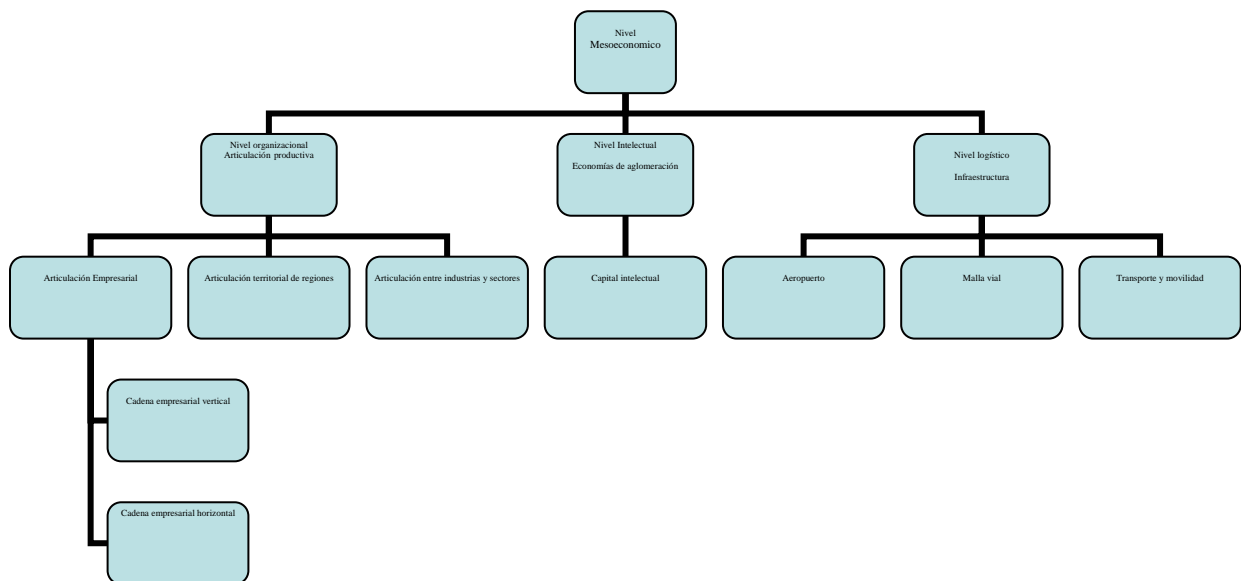 Nivel
Mesoeconomico
Nivel organizacional
Articulación productiva
Nivel Intelectual
Economías de aglomeración
Nivel logístico
Infraestructura
Articulación Empresarial
Articulación territorial de regiones
Articulación entre industrias y sectores
Capital intelectual
Aeropuerto
Malla vial
Transporte y movilidad
Cadena empresarial vertical
Cadena empresarial horizontal